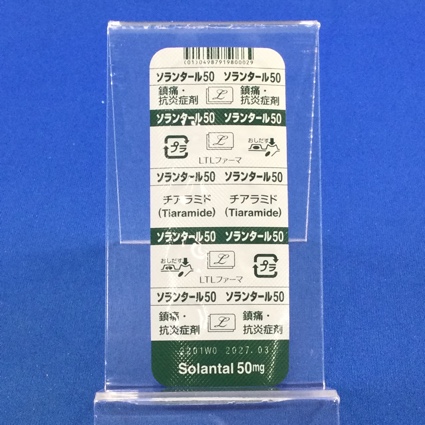 (01)04987919800029
ソランタール50 ソランタール50
鎮痛・ 鎮痛・
抗炎症剤 抗炎症剤
ソランタール50 ソランタール50
プラ おしだす
LTLファーマ
ソランタール50 ソランタール50
チアラミド チアラミド
(Tiaramide) (Tiaramide)
ソランタール50 ソランタール50
おしだす プラ
LTLファーマ
ソランタール50 ソランタール50
鎮痛・ 鎮痛・
抗炎症剤 抗炎症剤
2201W0 2027.03
Solantal 50mg